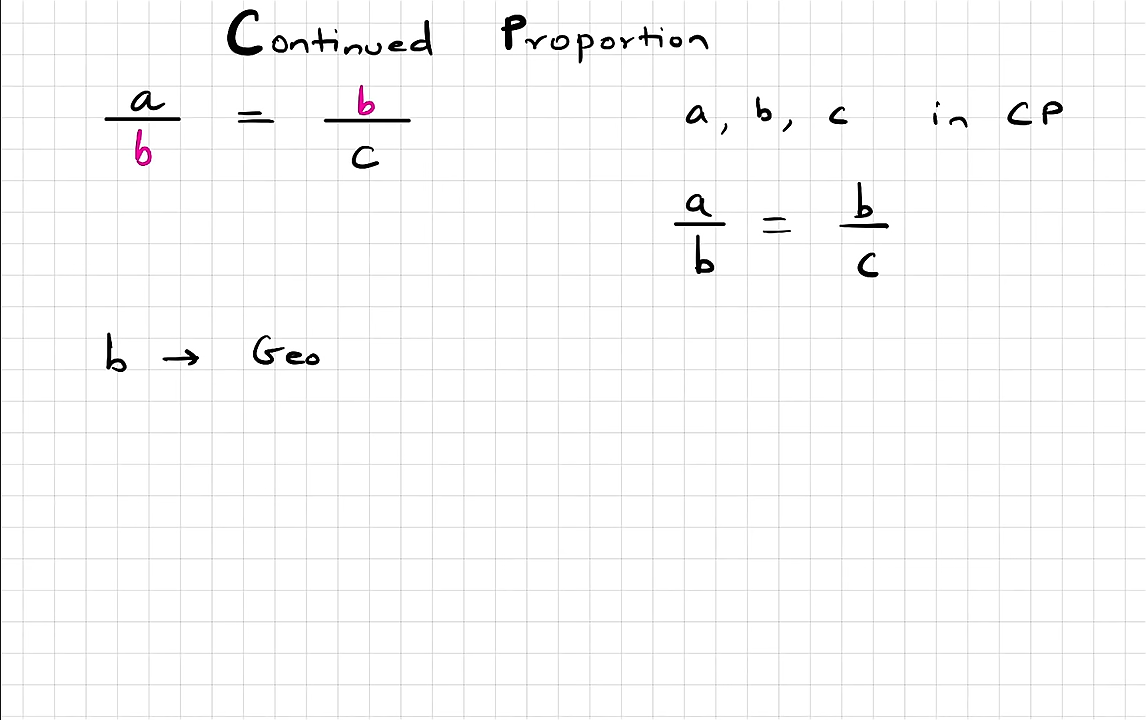 Continued Proportion
a/b = b/c
a, b, c in CP
a/b = b/c
b → Geo